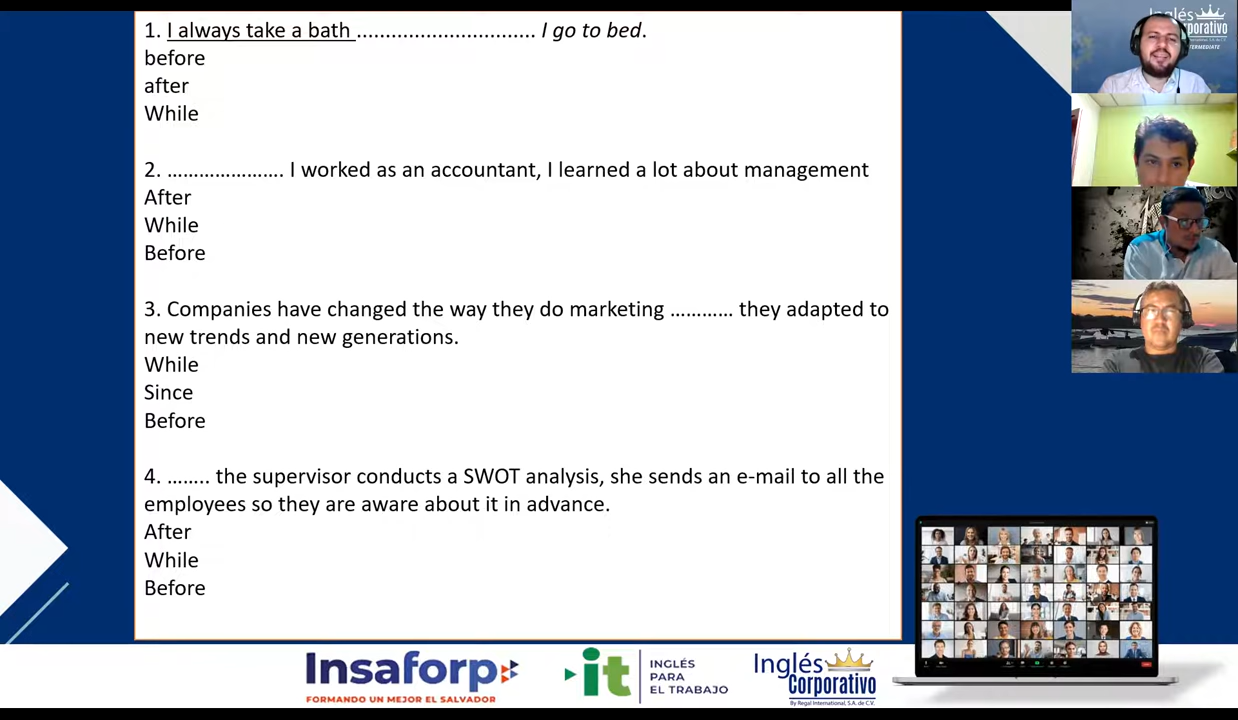 1. I always take a bath ............................... I go to bed.
before
after
While
2. …………………. I worked as an accountant, I learned a lot about management
After
While
Before
3. Companies have changed the way they do marketing ………… they adapted to
new trends and new generations.
While
Since
Before
4. …….. the supervisor conducts a SWOT analysis, she sends an e-mail to all the
employees so they are aware about it in advance.
After
While
Before
Insaforp
FORMANDO UN MEJOR EL SALVADOR
it
INGLÉS
PARA
EL TRABAJO
Inglés
Corporativo
By Regal International, S.A. de C.V.
Inglés